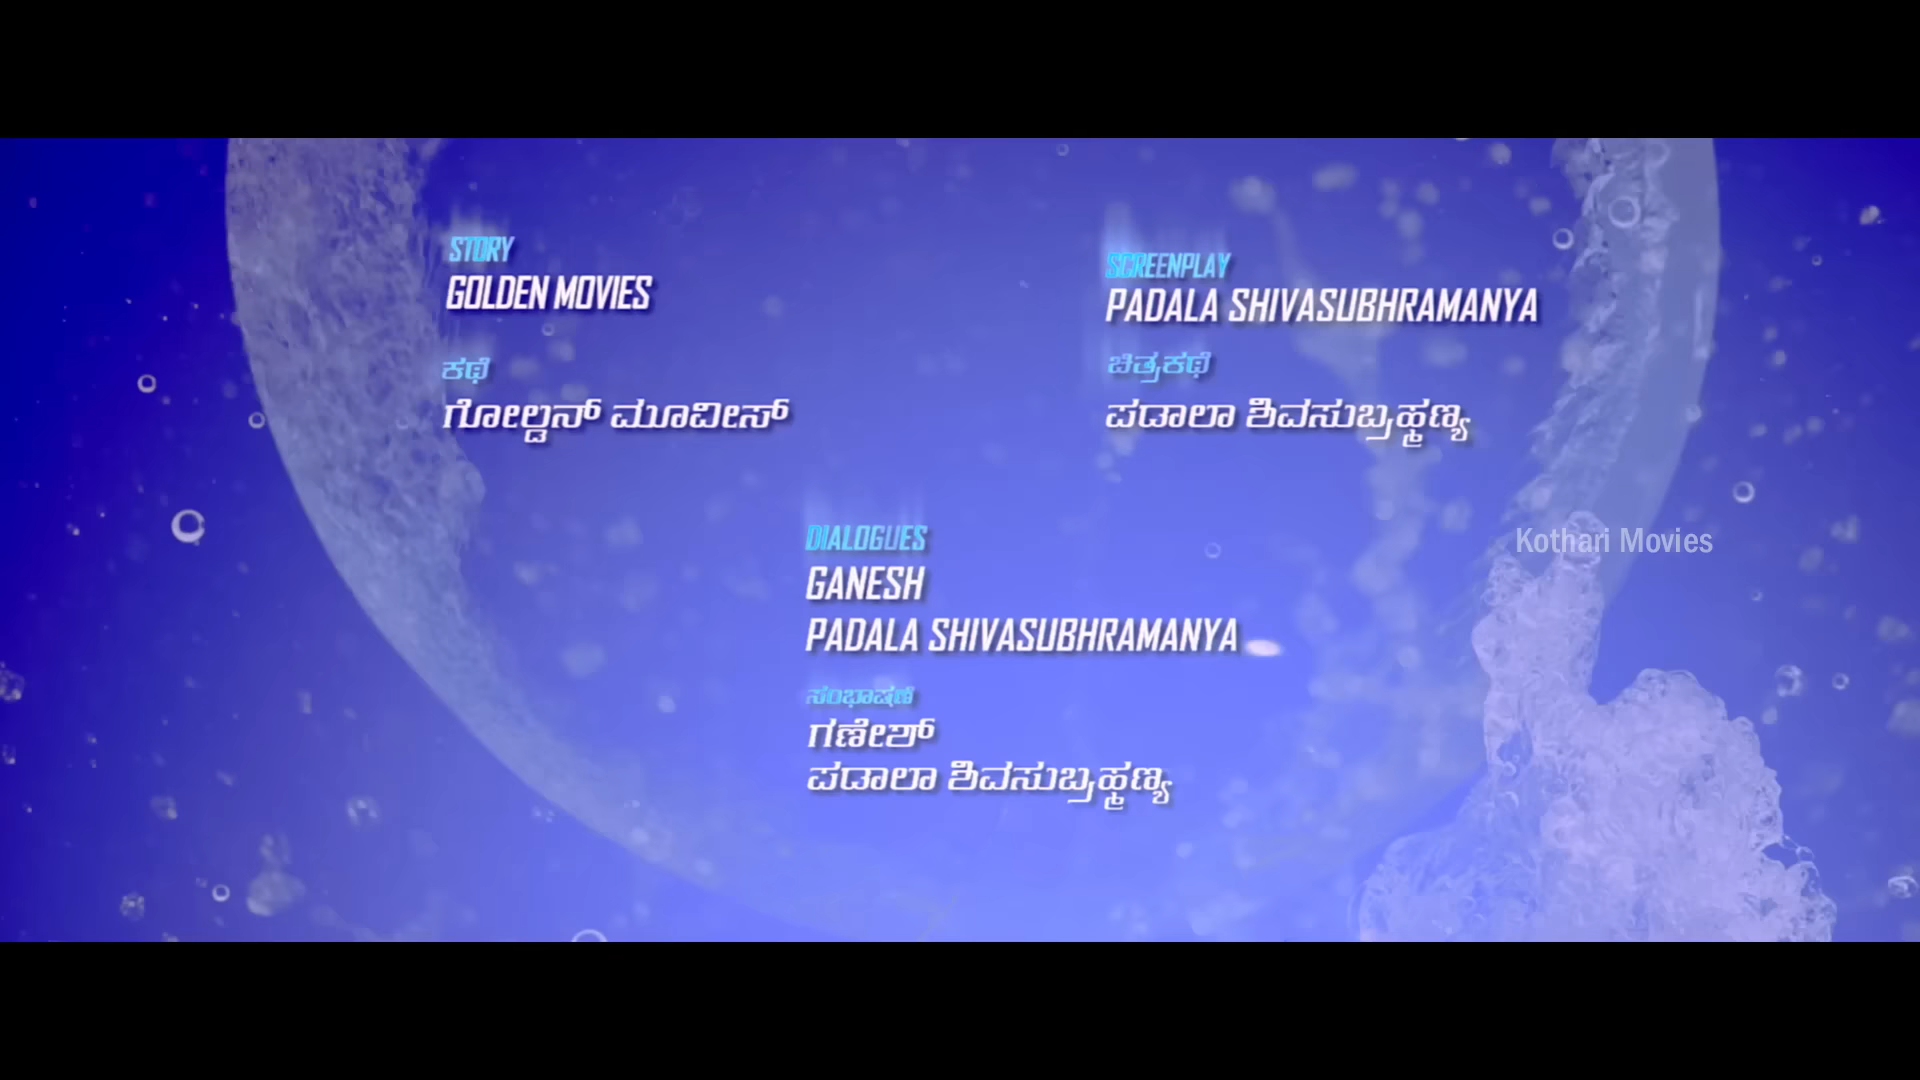 STORY
GOLDEN MOVIES
ಕಥೆ
ಗೋಲ್ಡನ್ ಮೂವೀಸ್
SCREENPLAY
PADALA SHIVASUBHRAMANYA
ಚಿತ್ರಕಥೆ
ಪಡಾಲಾ ಶಿವಸುಬ್ರಹ್ಮಣ್ಯ
Kothari Movies
DIALOGUES
GANESH
PADALA SHIVASUBHRAMANYA
ಸಂಭಾಷಣೆ
ಗಣೇಶ್
ಪಡಾಲಾ ಶಿವಸುಬ್ರಹ್ಮಣ್ಯ